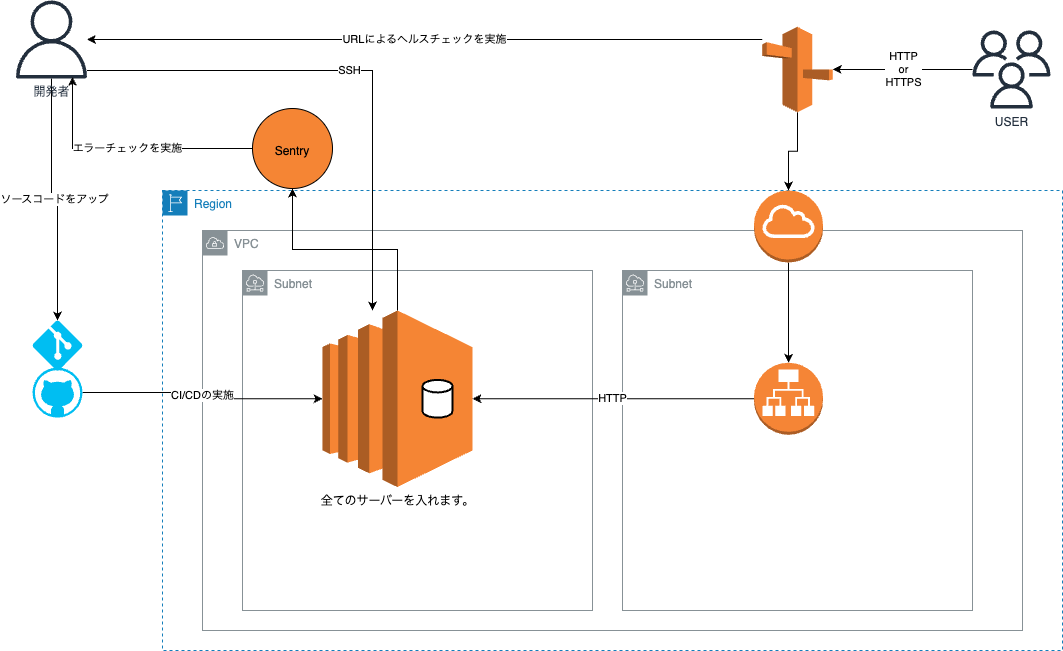 URLによるヘルスチェックを実施
HTTP
or
HTTPS
SSH
開発者
USER
エラーチェックを実施
Sentry
ソースコードをアップ
Region
VPC
Subnet
Subnet
CI/CDの実施
HTTP
全てのサーバーを入れます。